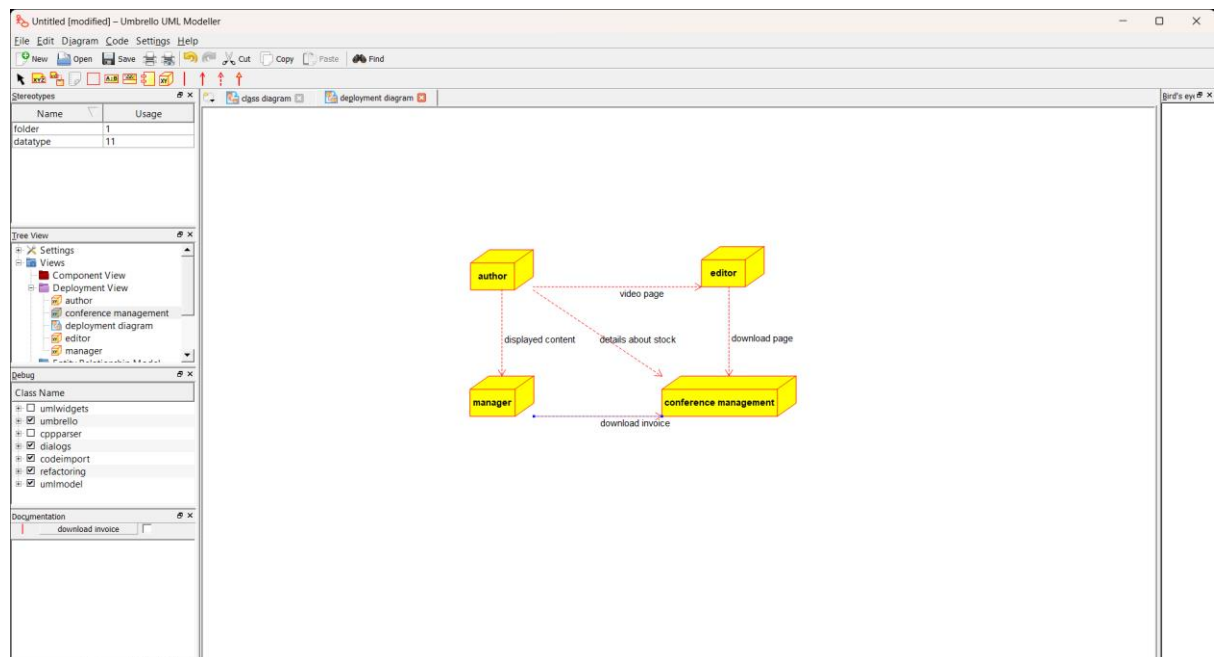 Untitled [modified] – Umbrello UML Modeller
File Edit Diagram Code Settings Help
New Open Save Cut Copy Paste Find
Stereotypes
class diagram deployment diagram
Bird's eye
Name Usage
folder 1
datatype 11
Tree View
Settings
Views
Component View
Deployment View
author
conference management
deployment diagram
editor
manager
Debug
Class Name
umlwidgets
umbrello
cppparser
dialogs
codeimport
refactoring
umlmodel
Documentation
download invoice
author
editor
video page
displayed content
details about stock
download page
manager
conference management
download invoice